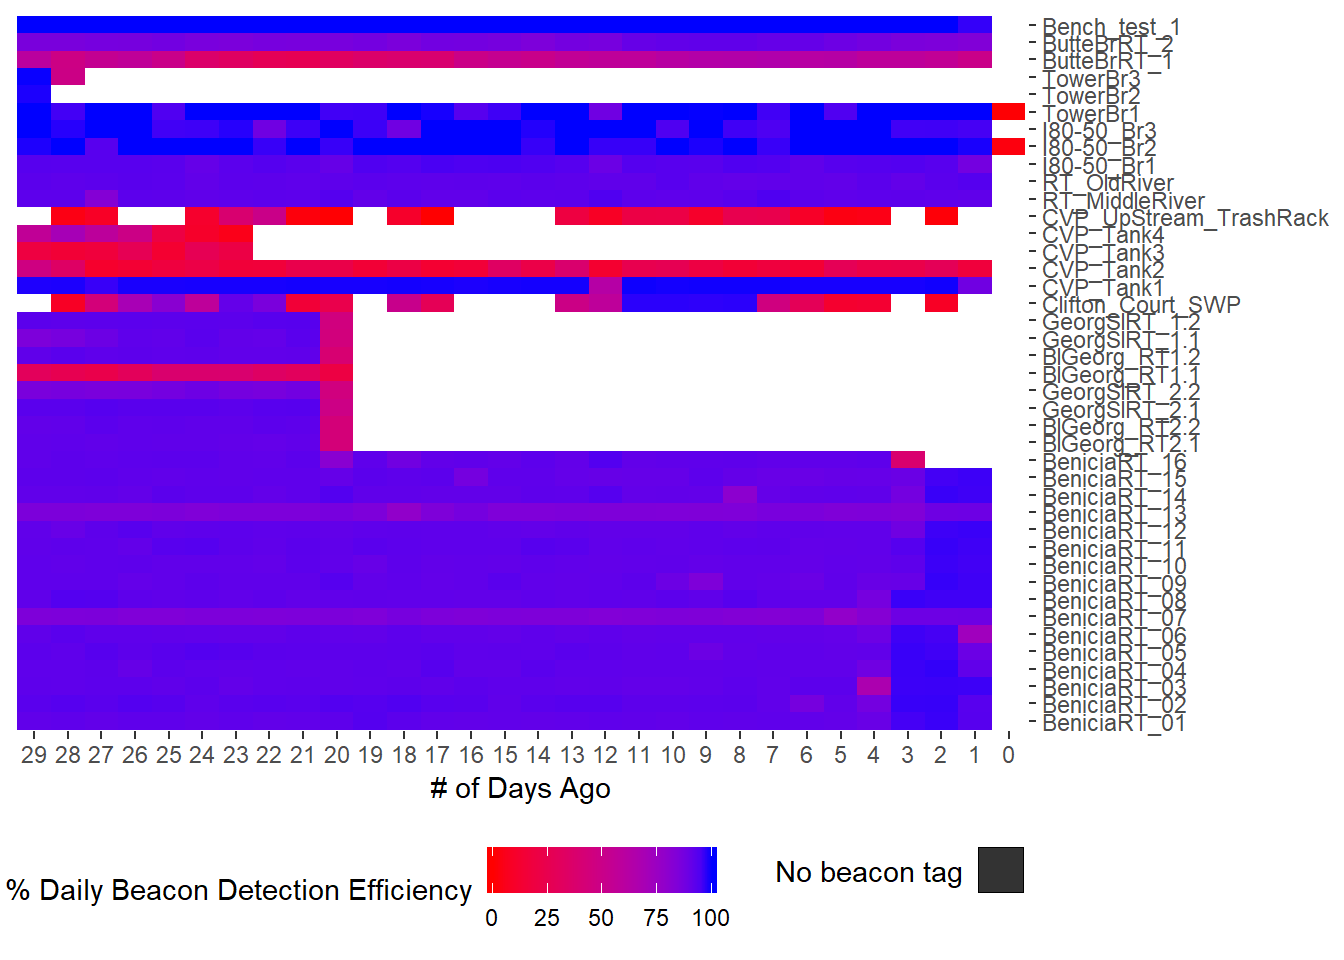 Bench_test_1
ButteBrRT_2
ButteBrRT_1
TowerBr3
TowerBr2
TowerBr1
I80-50_Br3
I80-50_Br2
I80-50_Br1
RT_OldRiver
RT_MiddleRiver
CVP_UpStream_TrashRack
CVP_Tank4
CVP_Tank3
CVP_Tank2
CVP_Tank1
Clifton_Court_SWP
GeorgSlRT_1.2
GeorgSlRT_1.1
BlGeorg_RT1.2
BlGeorg_RT1.1
GeorgSlRT_2.2
GeorgSlRT_2.1
BlGeorg_RT2.2
BlGeorg_RT2.1
BeniciaRT_16
BeniciaRT_15
BeniciaRT_14
BeniciaRT_13
BeniciaRT_12
BeniciaRT_11
BeniciaRT_10
BeniciaRT_09
BeniciaRT_08
BeniciaRT_07
BeniciaRT_06
BeniciaRT_05
BeniciaRT_04
BeniciaRT_03
BeniciaRT_02
BeniciaRT_01
29 28 27 26 25 24 23 22 21 20 19 18 17 16 15 14 13 12 11 10 9 8 7 6 5 4 3 2 1 0
# of Days Ago
% Daily Beacon Detection Efficiency
0 25 50 75 100
No beacon tag